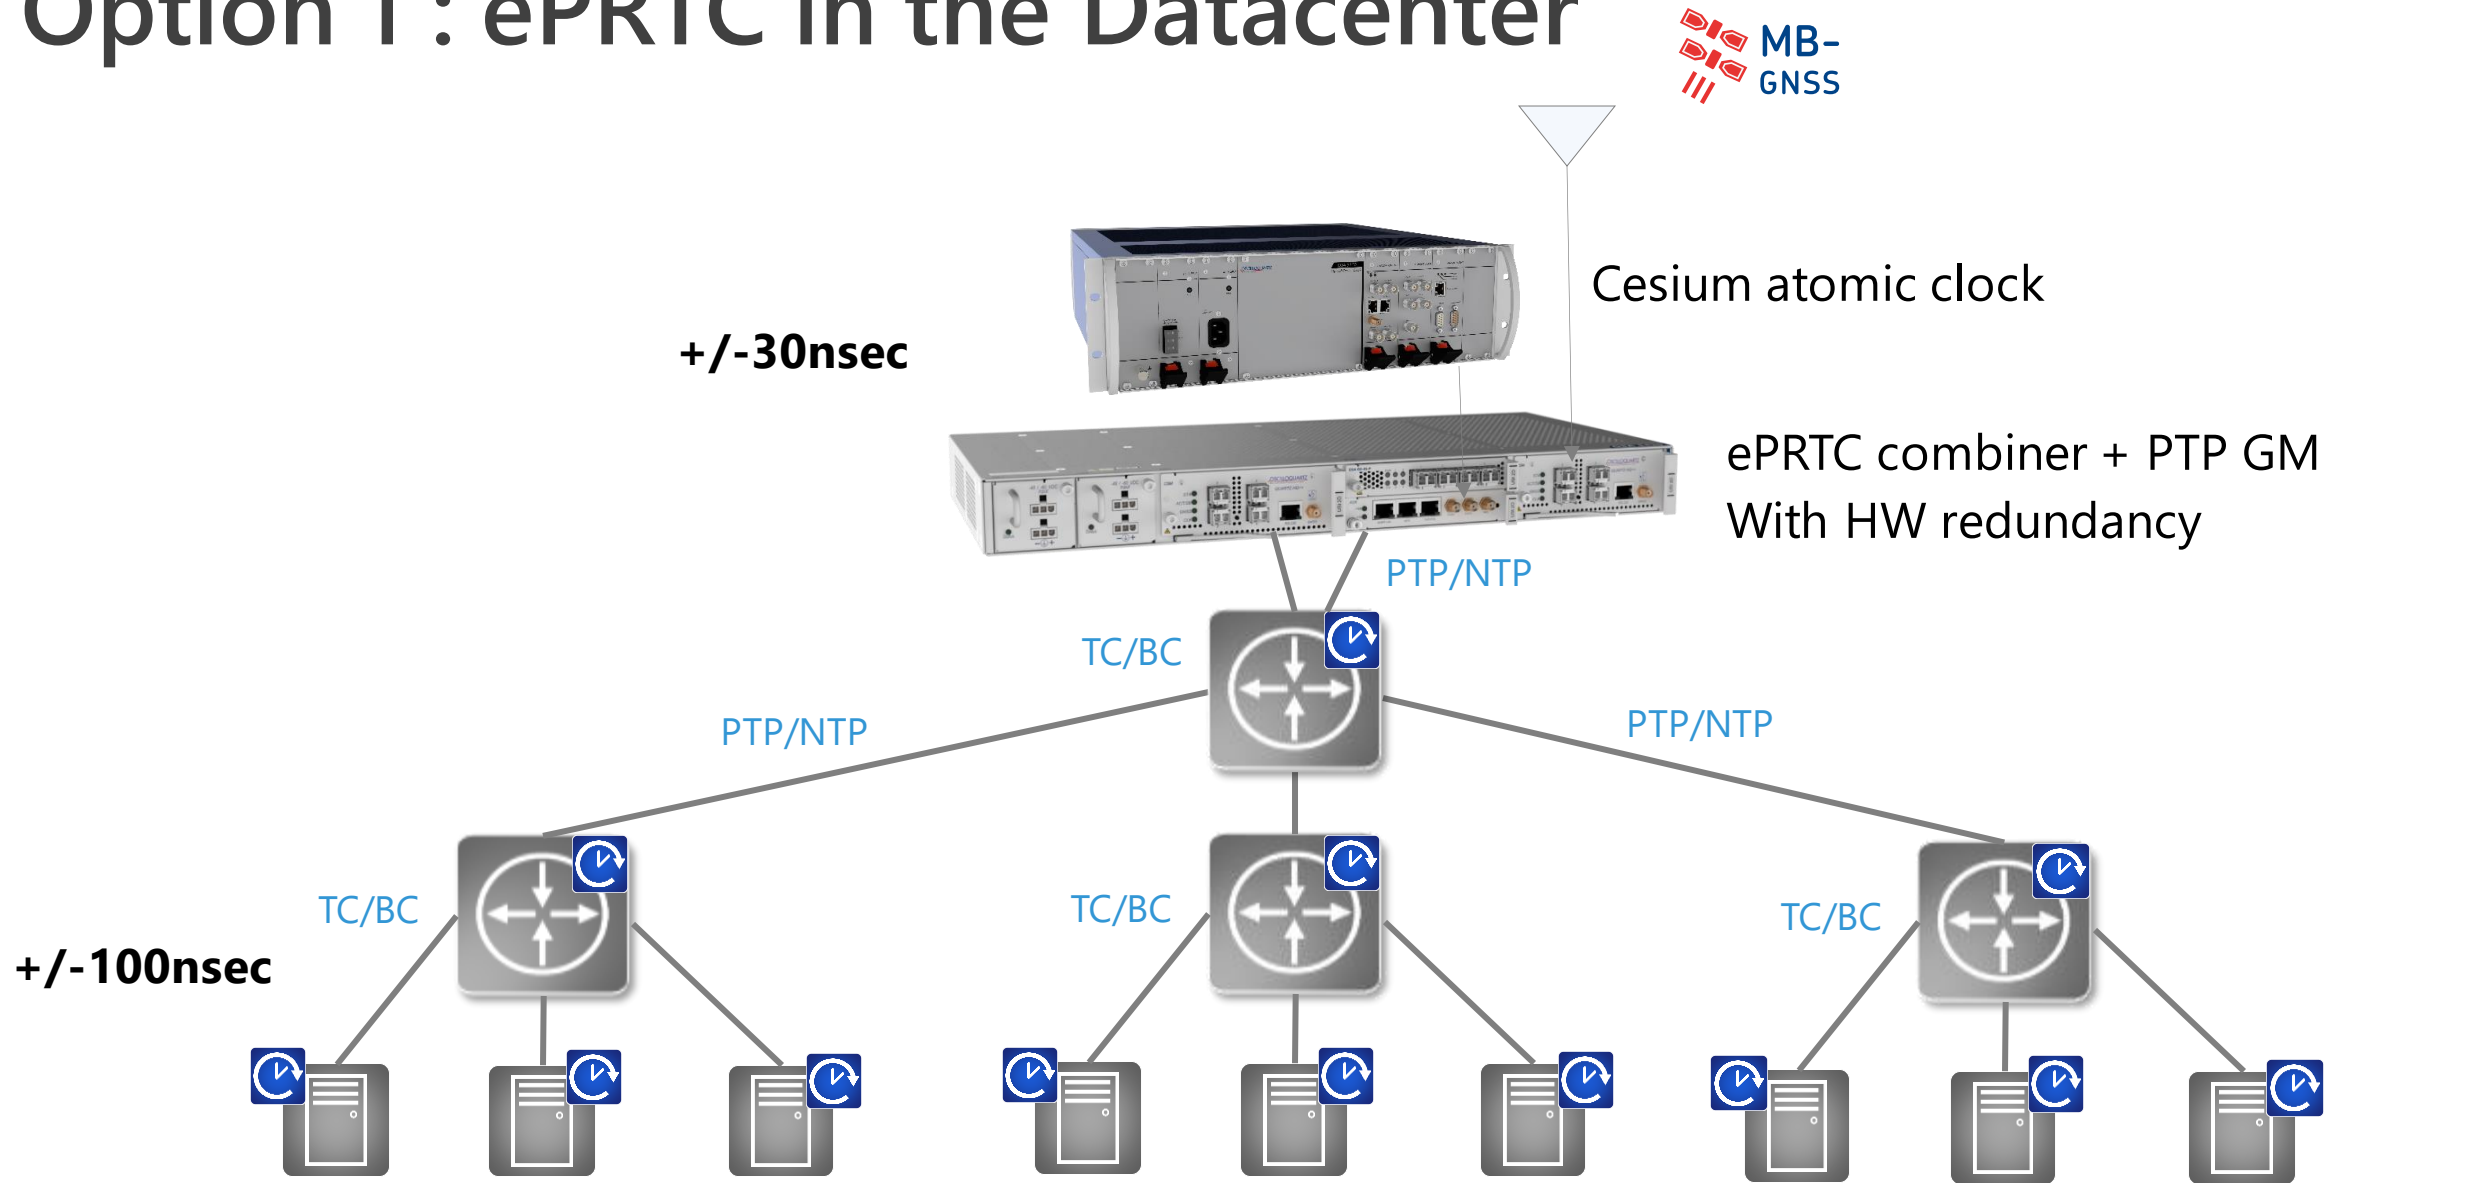 Option 1 : ePRTC in the Datacenter
MB-
GNSS
Cesium atomic clock
+/-30nsec
ePRTC combiner + PTP GM
With HW redundancy
PTP/NTP
TC/BC
PTP/NTP
PTP/NTP
TC/BC
TC/BC
TC/BC
+/-100nsec